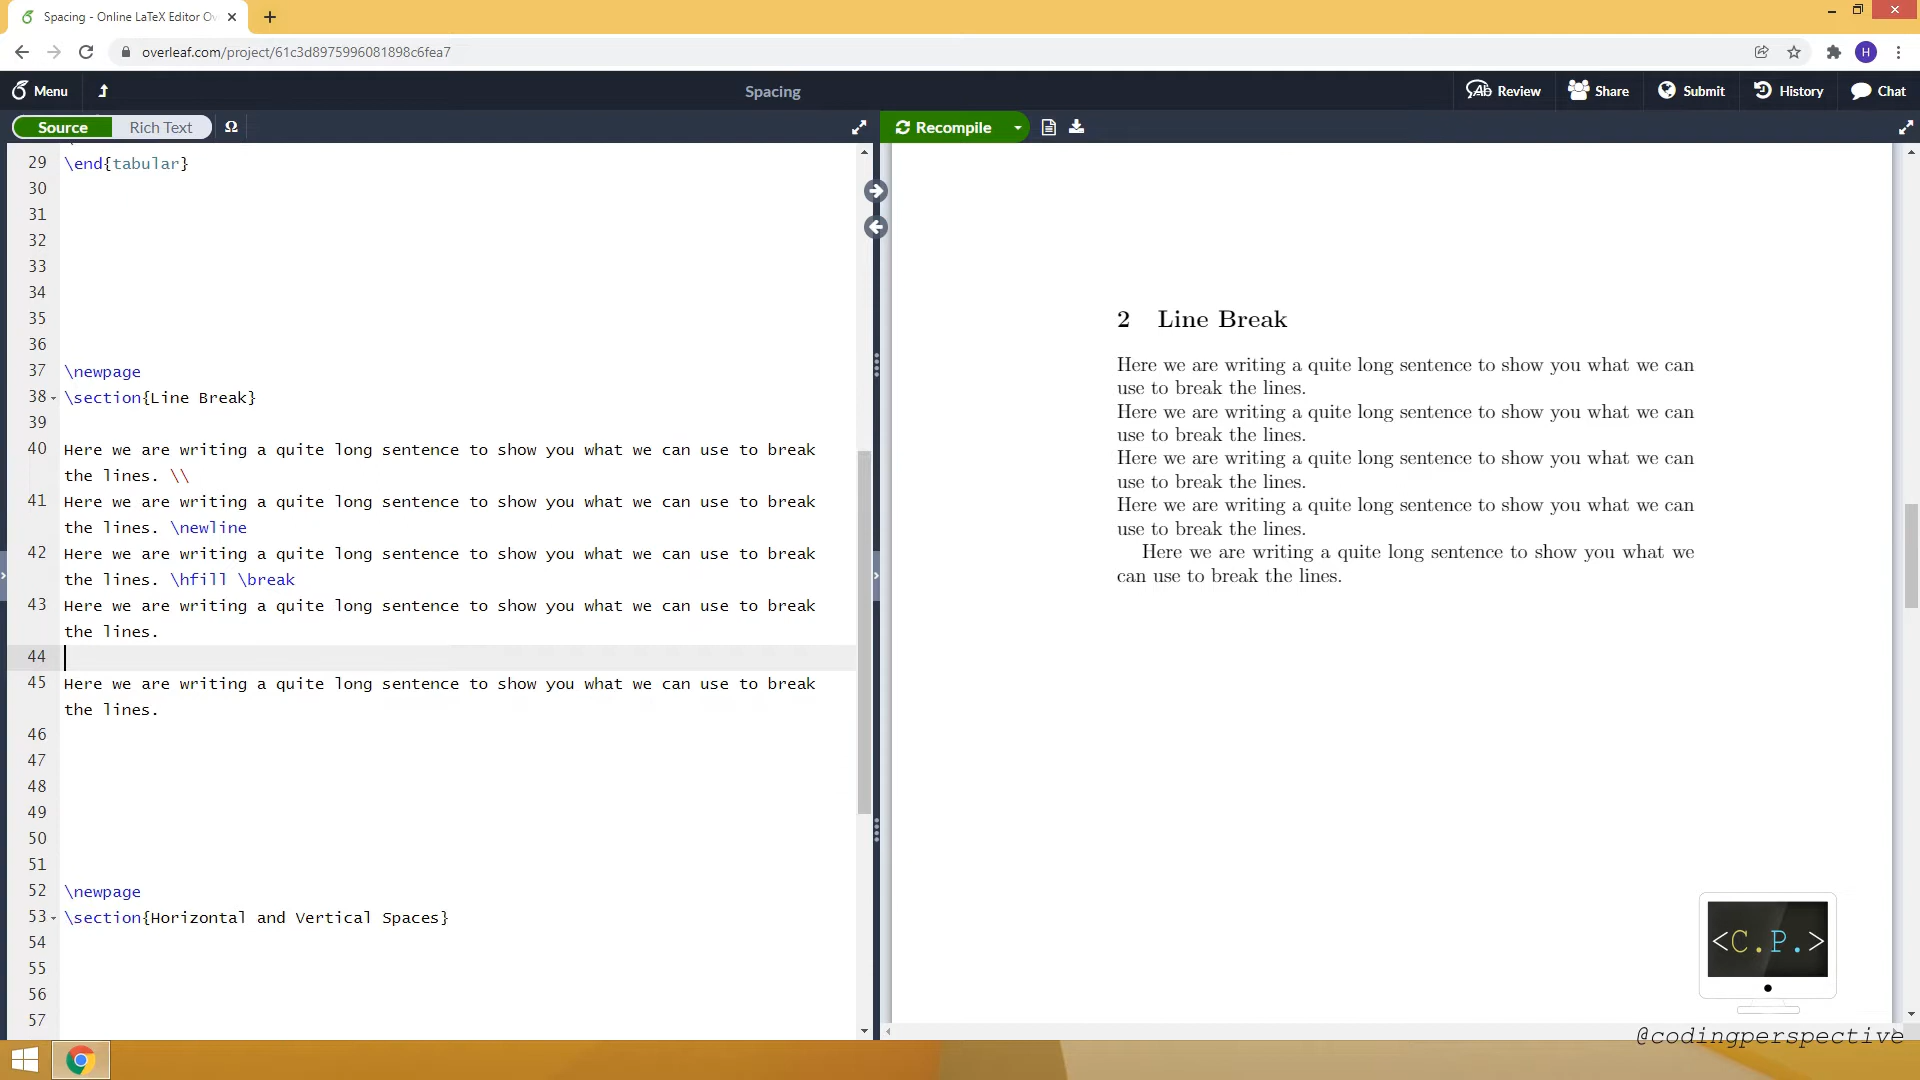 Spacing - Online LaTeX Editor Ov
overleaf.com/project/61c3d8975996081898c6fea7
H
Menu
Spacing
Review
Share
Submit
History
Chat
Source
Rich Text
Ω
Recompile
29 \end{tabular}
30
31
32
33
34
35
36
37 \newpage
38 \section{Line Break}
39
40 Here we are writing a quite long sentence to show you what we can use to break
the lines. \\
41 Here we are writing a quite long sentence to show you what we can use to break
the lines. \newline
42 Here we are writing a quite long sentence to show you what we can use to break
the lines. \hfill \break
43 Here we are writing a quite long sentence to show you what we can use to break
the lines.
44
45 Here we are writing a quite long sentence to show you what we can use to break
the lines.
46
47
48
49
50
51
52 \newpage
53 \section{Horizontal and Vertical Spaces}
54
55
56
57
2 Line Break
Here we are writing a quite long sentence to show you what we can
use to break the lines.
Here we are writing a quite long sentence to show you what we can
use to break the lines.
Here we are writing a quite long sentence to show you what we can
use to break the lines.
Here we are writing a quite long sentence to show you what we can
use to break the lines.
Here we are writing a quite long sentence to show you what we
can use to break the lines.
<C.P.>
@codingperspective